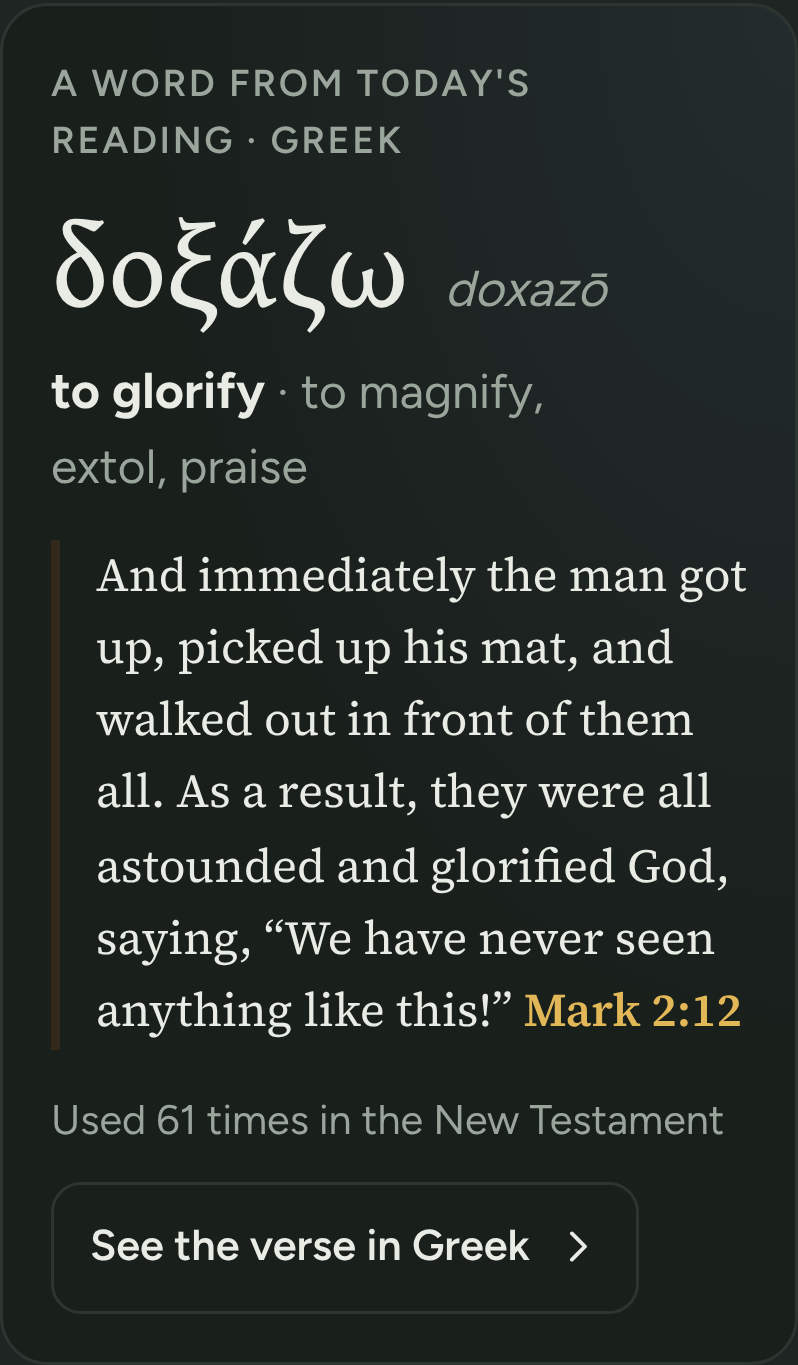 A WORD FROM TODAY'S
READING · GREEK
δοξάζω doxazō
to glorify · to magnify,
extol, praise
And immediately the man got
up, picked up his mat, and
walked out in front of them
all. As a result, they were all
astounded and glorified God,
saying, “We have never seen
anything like this!” Mark 2:12
Used 61 times in the New Testament
See the verse in Greek